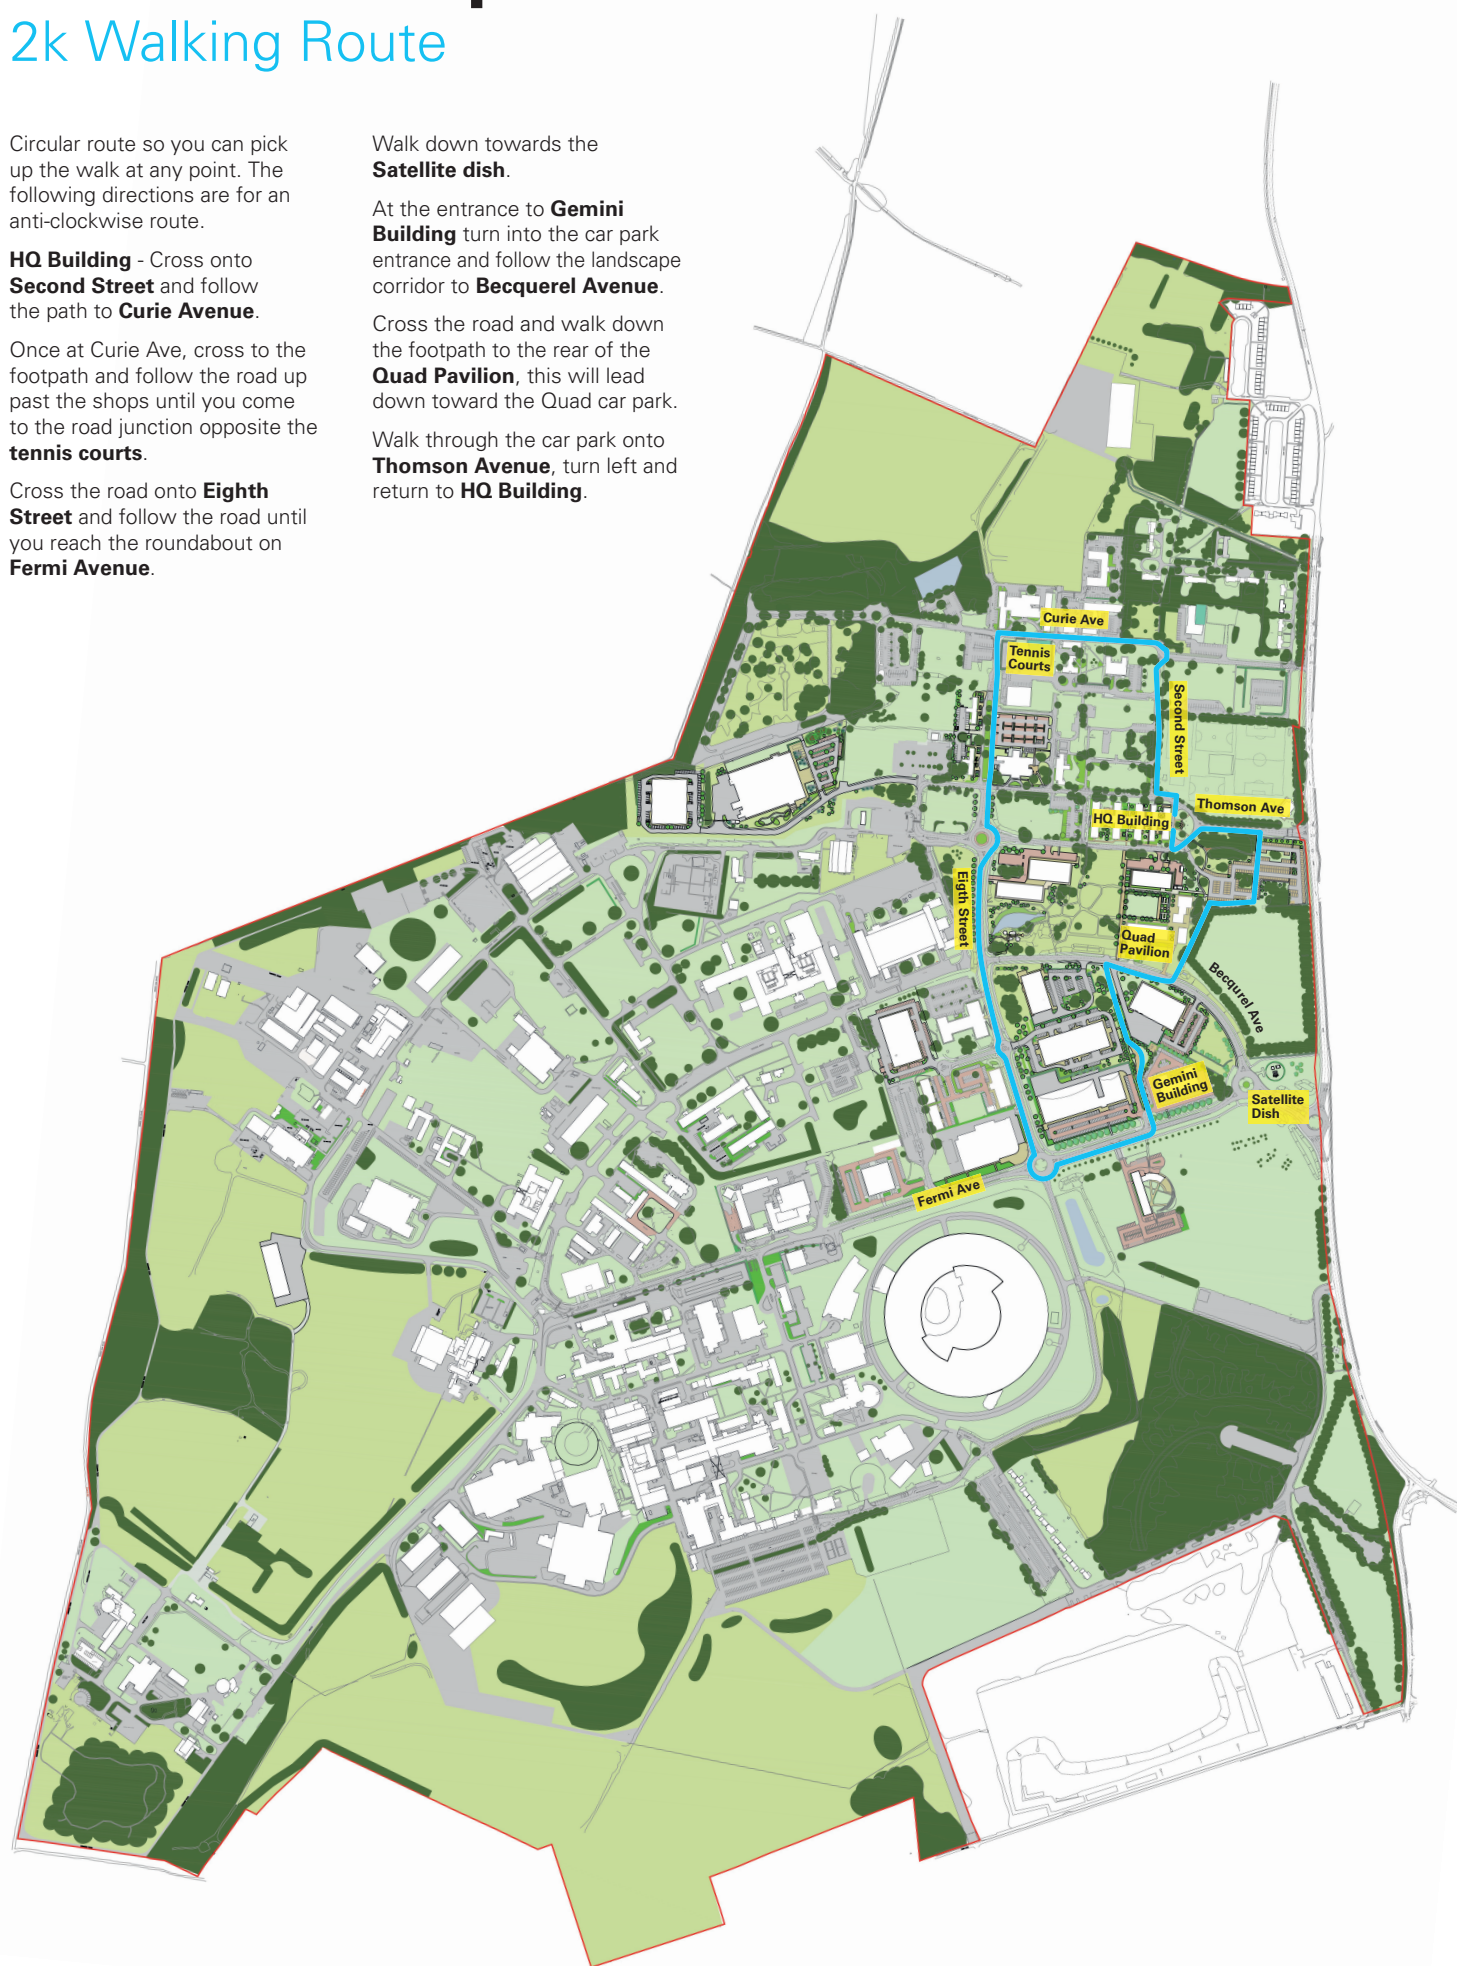 2k Walking Route
Circular route so you can pick
up the walk at any point. The
following directions are for an
anti-clockwise route.
HQ Building - Cross onto
Second Street and follow
the path to Curie Avenue.
Once at Curie Ave, cross to the
footpath and follow the road up
past the shops until you come
to the road junction opposite the
tennis courts.
Cross the road onto Eighth
Street and follow the road until
you reach the roundabout on
Fermi Avenue.
Walk down towards the
Satellite dish.
At the entrance to Gemini
Building turn into the car park
entrance and follow the landscape
corridor to Becquerel Avenue.
Cross the road and walk down
the footpath to the rear of the
Quad Pavilion, this will lead
down toward the Quad car park.
Walk through the car park onto
Thomson Avenue, turn left and
return to HQ Building.
Curie Ave
Tennis
Courts
Second Street
Thomson Ave
HQ Building
Eigth Street
Quad
Pavilion
Becqurel Ave
Gemini
Building
Satellite
Dish
Fermi Ave